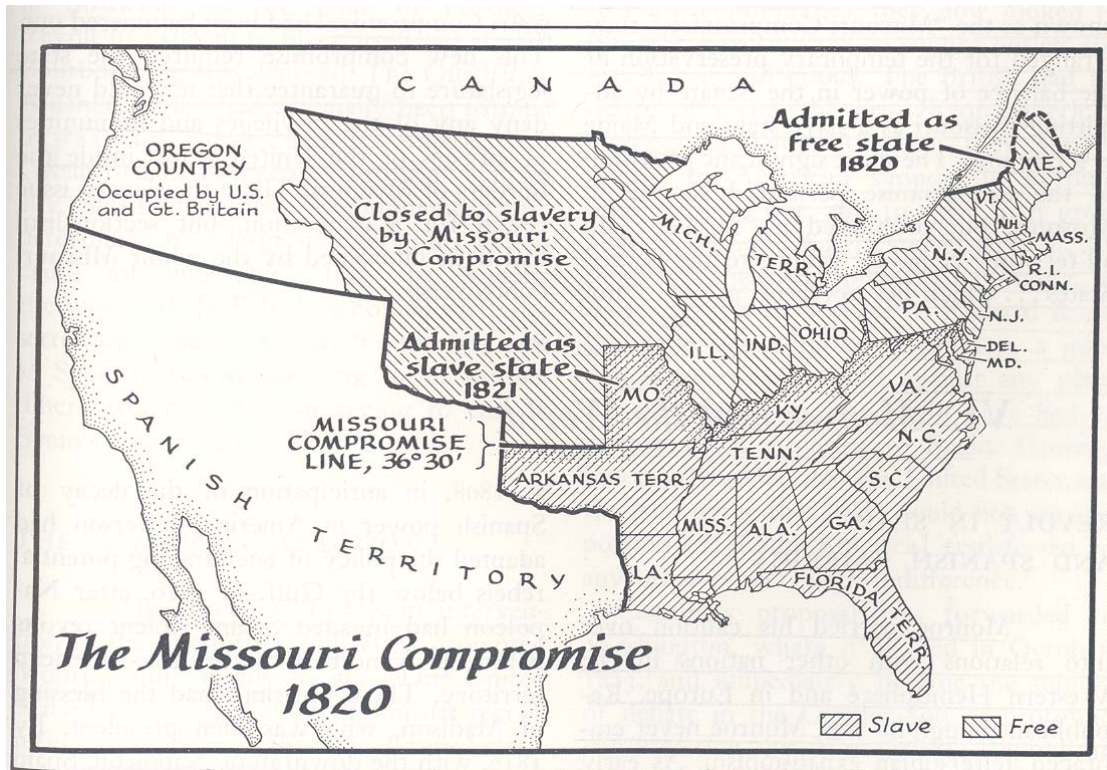 CANADA
Admitted as
free state
1820
OREGON
COUNTRY
Occupied by U.S.
and Gt. Britain
Closed to slavery
by Missouri
Compromise
MICH.
TERR.
ME.
VT.
N.H.
MASS.
N.Y.
R.I.
CONN.
PA.
N.J.
OHIO
IND.
ILL.
DEL.
MD.
Admitted as
slave state
1821
MO.
VA.
KY.
MISSOURI
COMPROMISE
LINE, 36°30'
N.C.
TENN.
ARKANSAS TERR.
S.C.
SPANISH
TERRITORY
MISS.
ALA.
GA.
LA.
FLORIDA
TERR.
The Missouri Compromise
1820
Slave
Free